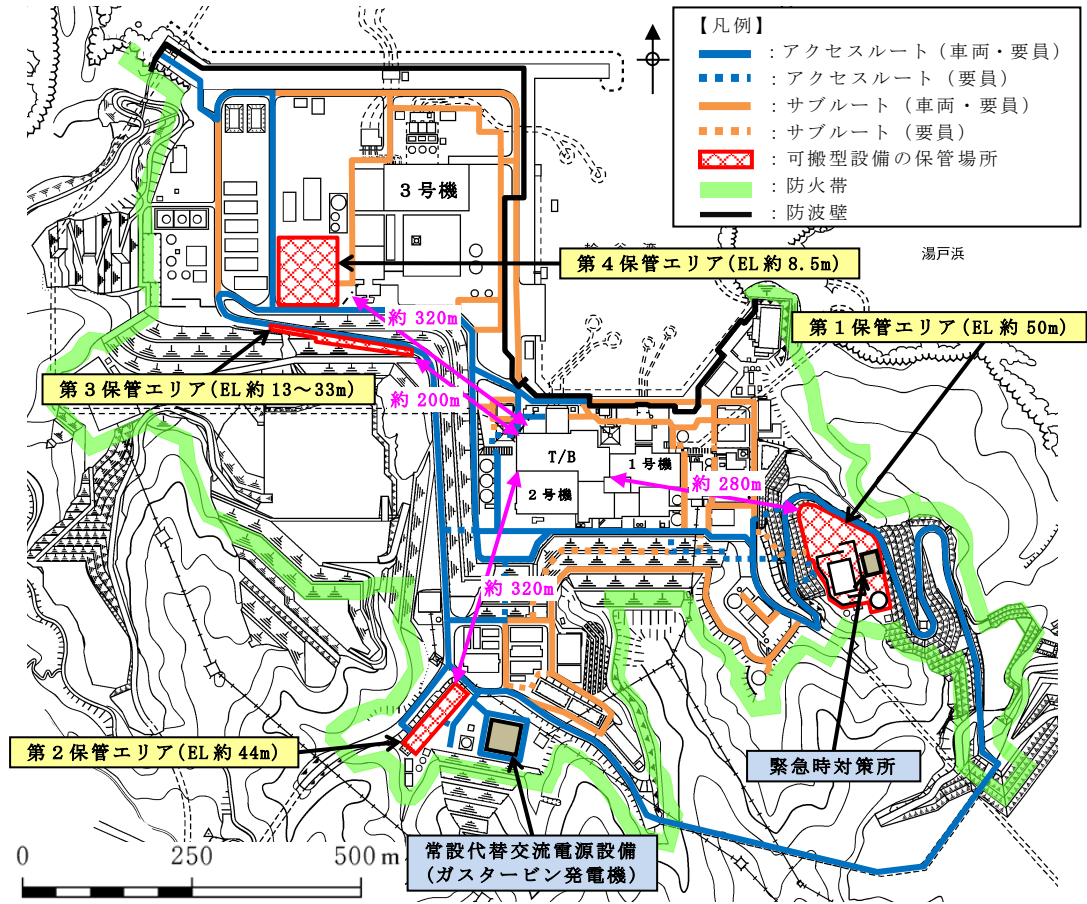 【凡例】
：アクセスルート（車両・要員）
：アクセスルート（要員）
：サブルート（車両・要員）
：サブルート（要員）
：可搬型設備の保管場所
：防火帯
：防波壁
3号機
輪谷湾
湯戸浜
第4保管エリア(EL約8.5m)
第1保管エリア(EL約50m)
約320m
第3保管エリア(EL約13～33m)
約200m
T/B
1号機
約280m
2号機
約320m
第2保管エリア(EL約44m)
緊急時対策所
常設代替交流電源設備
(ガスタービン発電機)
0 250 500m